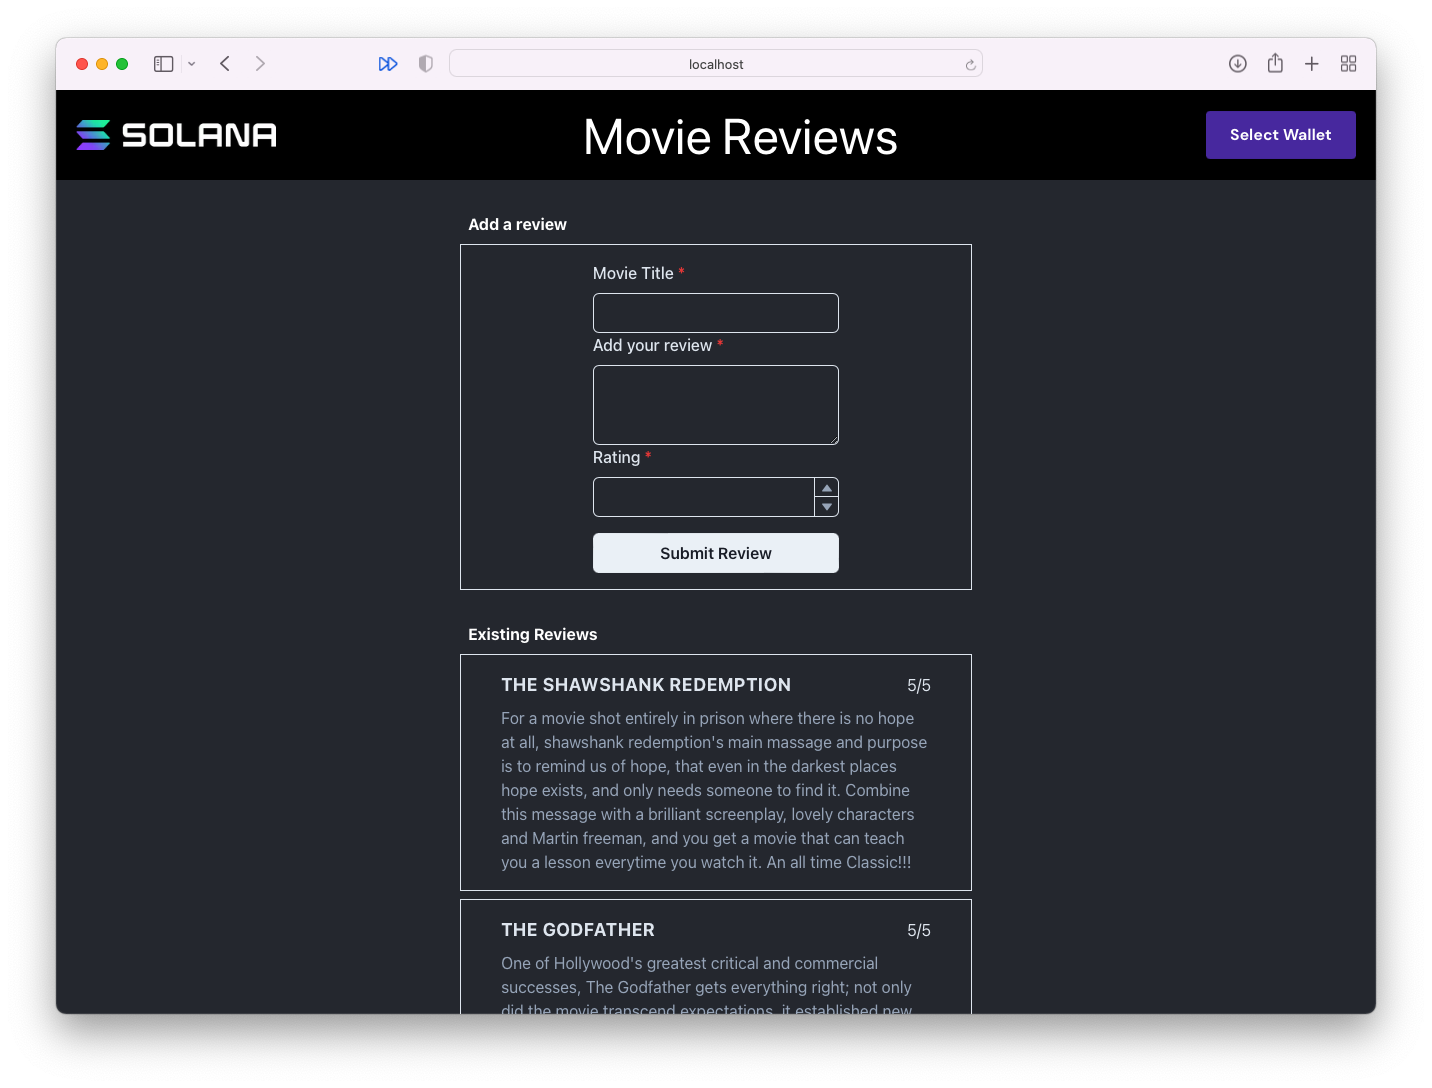 localhost
SOLANA
Movie Reviews
Select Wallet
Add a review
Movie Title *
Add your review *
Rating *
Submit Review
Existing Reviews
THE SHAWSHANK REDEMPTION 5/5
For a movie shot entirely in prison where there is no hope
at all, shawshank redemption's main massage and purpose
is to remind us of hope, that even in the darkest places
hope exists, and only needs someone to find it. Combine
this message with a brilliant screenplay, lovely characters
and Martin freeman, and you get a movie that can teach
you a lesson everytime you watch it. An all time Classic!!!
THE GODFATHER 5/5
One of Hollywood's greatest critical and commercial
successes, The Godfather gets everything right; not only
did the movie transcend expectations, it established new